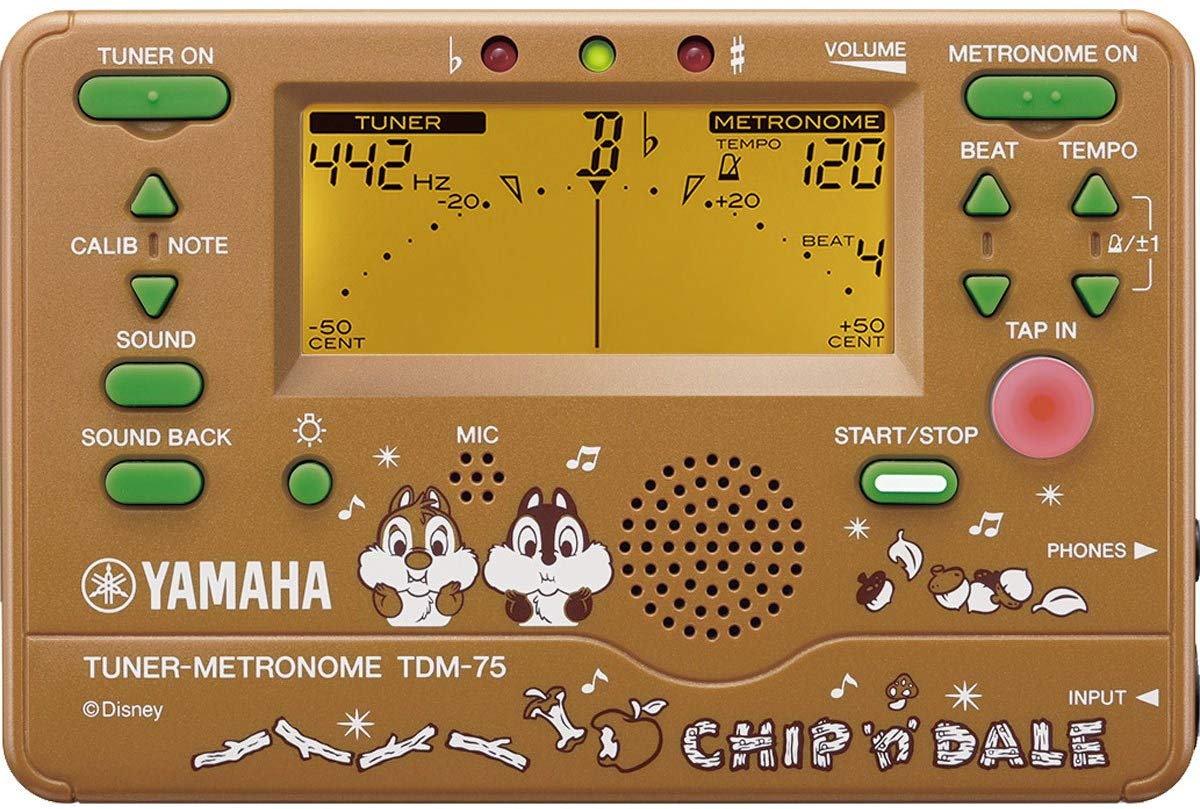 TUNER ON
♭
♯
VOLUME
METRONOME ON
TUNER
B♭
METRONOME
442 Hz
TEMPO
120
-20
+20
BEAT
TEMPO
CALIB
NOTE
BEAT 4
/±1
-50
CENT
+50
CENT
SOUND
TAP IN
SOUND BACK
MIC
START/STOP
PHONES
YAMAHA
TUNER-METRONOME TDM-75
©Disney
INPUT
CHIP 'n' DALE